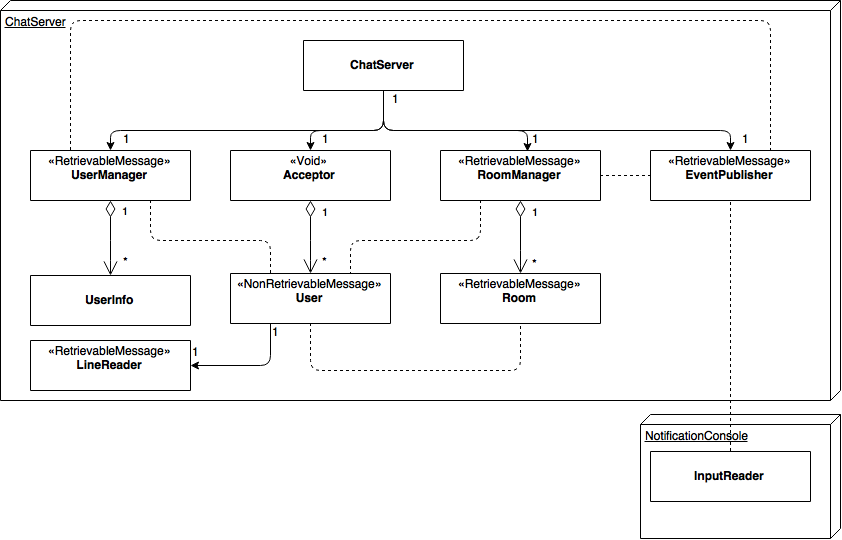 ChatServer
ChatServer
1
1
1
1
1
«RetrievableMessage»
UserManager
«Void»
Acceptor
«RetrievableMessage»
RoomManager
«RetrievableMessage»
EventPublisher
1
1
1
*
*
*
UserInfo
«NonRetrievableMessage»
User
«RetrievableMessage»
Room
1
1
«RetrievableMessage»
LineReader
NotificationConsole
InputReader